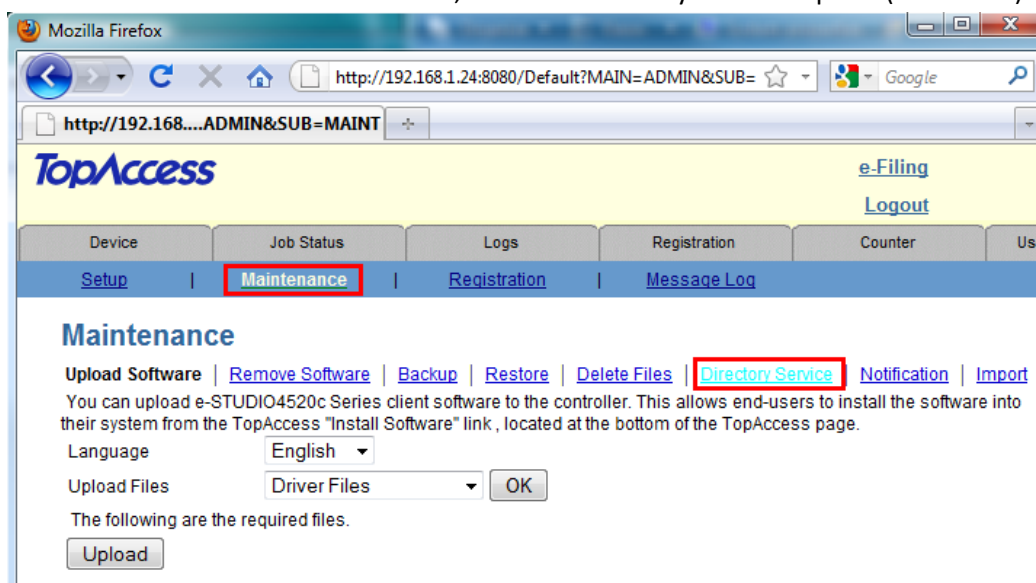 Mozilla Firefox
http://192.168.1.24:8080/Default?MAIN=ADMIN&SUB=
Google
http://192.168....ADMIN&SUB=MAINT
TopAccess
e-Filing
Logout
Device Job Status Logs Registration Counter Us
Setup | Maintenance | Registration | Message Log
Maintenance
Upload Software | Remove Software | Backup | Restore | Delete Files | Directory Service | Notification | Import
You can upload e-STUDIO4520c Series client software to the controller. This allows end-users to install the software into
their system from the TopAccess "Install Software" link , located at the bottom of the TopAccess page.
Language English
Upload Files Driver Files OK
The following are the required files.
Upload